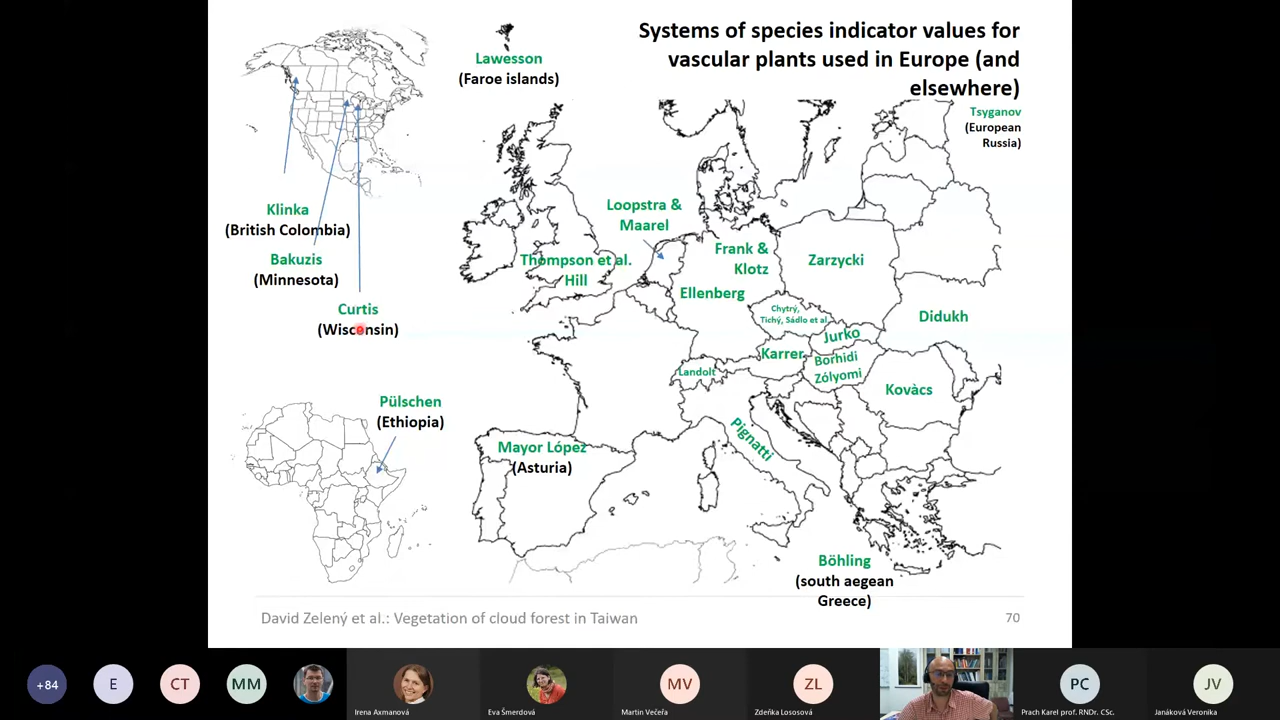 Systems of species indicator values for
vascular plants used in Europe (and
elsewhere)
Lawesson
(Faroe islands)
Tsyganov
(European
Russia)
Klinka
(British Colombia)
Bakuzis
(Minnesota)
Curtis
(Wisconsin)
Loopstra &
Maarel
Thompson et al.
Hill
Frank &
Klotz
Ellenberg
Zarzycki
Chytrý,
Tichý, Sádlo et al.
Didukh
Jurko
Karrer
Borhidi
Zólyomi
Landolt
Kovàcs
Pignatti
Pülschen
(Ethiopia)
Mayor López
(Asturia)
Böhling
(south aegean
Greece)
David Zelený et al.: Vegetation of cloud forest in Taiwan
70
+84
E
CT
MM
Irena Axmanová
Eva Šmerdová
MV
Martin Večeřa
ZL
Zdeňka Lososová
PC
Prach Karel prof. RNDr. CSc.
JV
Janáková Veronika